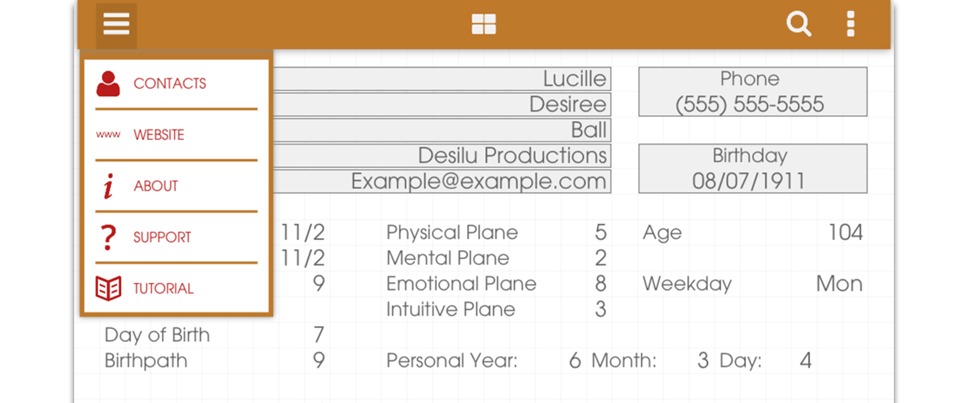 CONTACTS
WEBSITE
www
ABOUT
SUPPORT
TUTORIAL
Lucille
Desiree
Ball
Desilu Productions
Example@example.com
Phone
(555) 555-5555
Birthday
08/07/1911
11/2 Physical Plane 5 Age 104
11/2 Mental Plane 2
9 Emotional Plane 8 Weekday Mon
Intuitive Plane 3
Day of Birth 7
Birthpath 9 Personal Year: 6 Month: 3 Day: 4